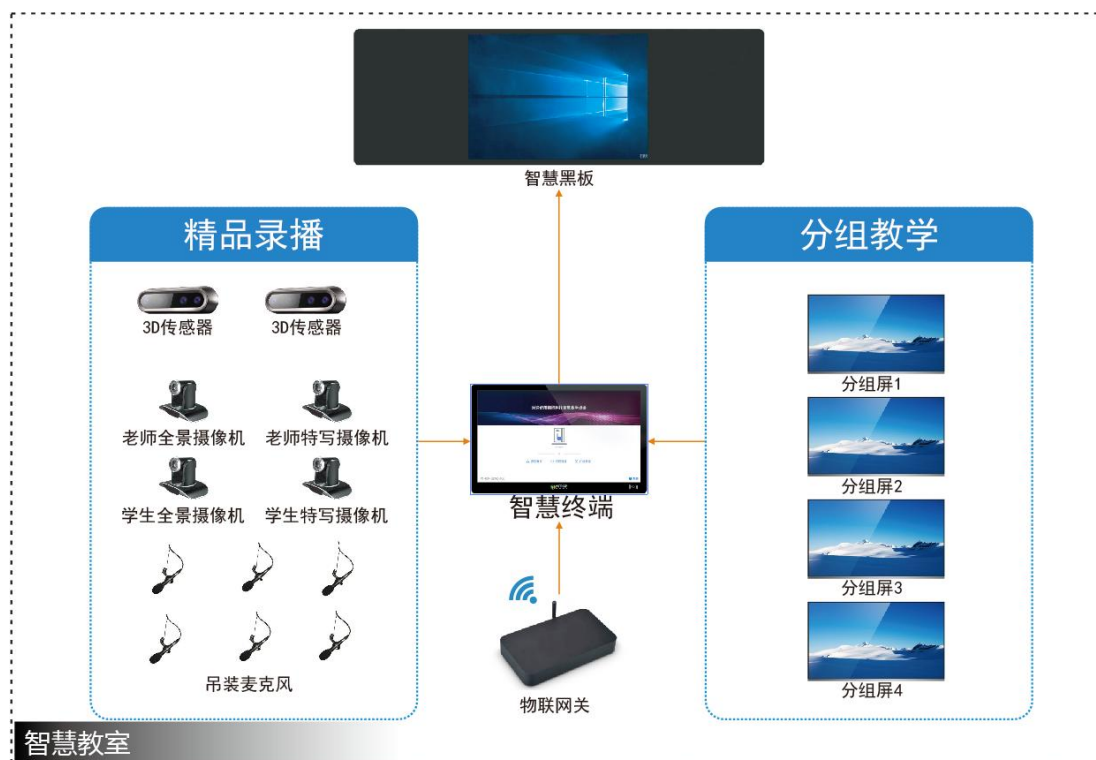 智慧黑板
精品录播
3D传感器
3D传感器
老师全景摄像机
老师特写摄像机
学生全景摄像机
学生特写摄像机
吊装麦克风
智慧终端
物联网关
分组教学
分组屏1
分组屏2
分组屏3
分组屏4
智慧教室